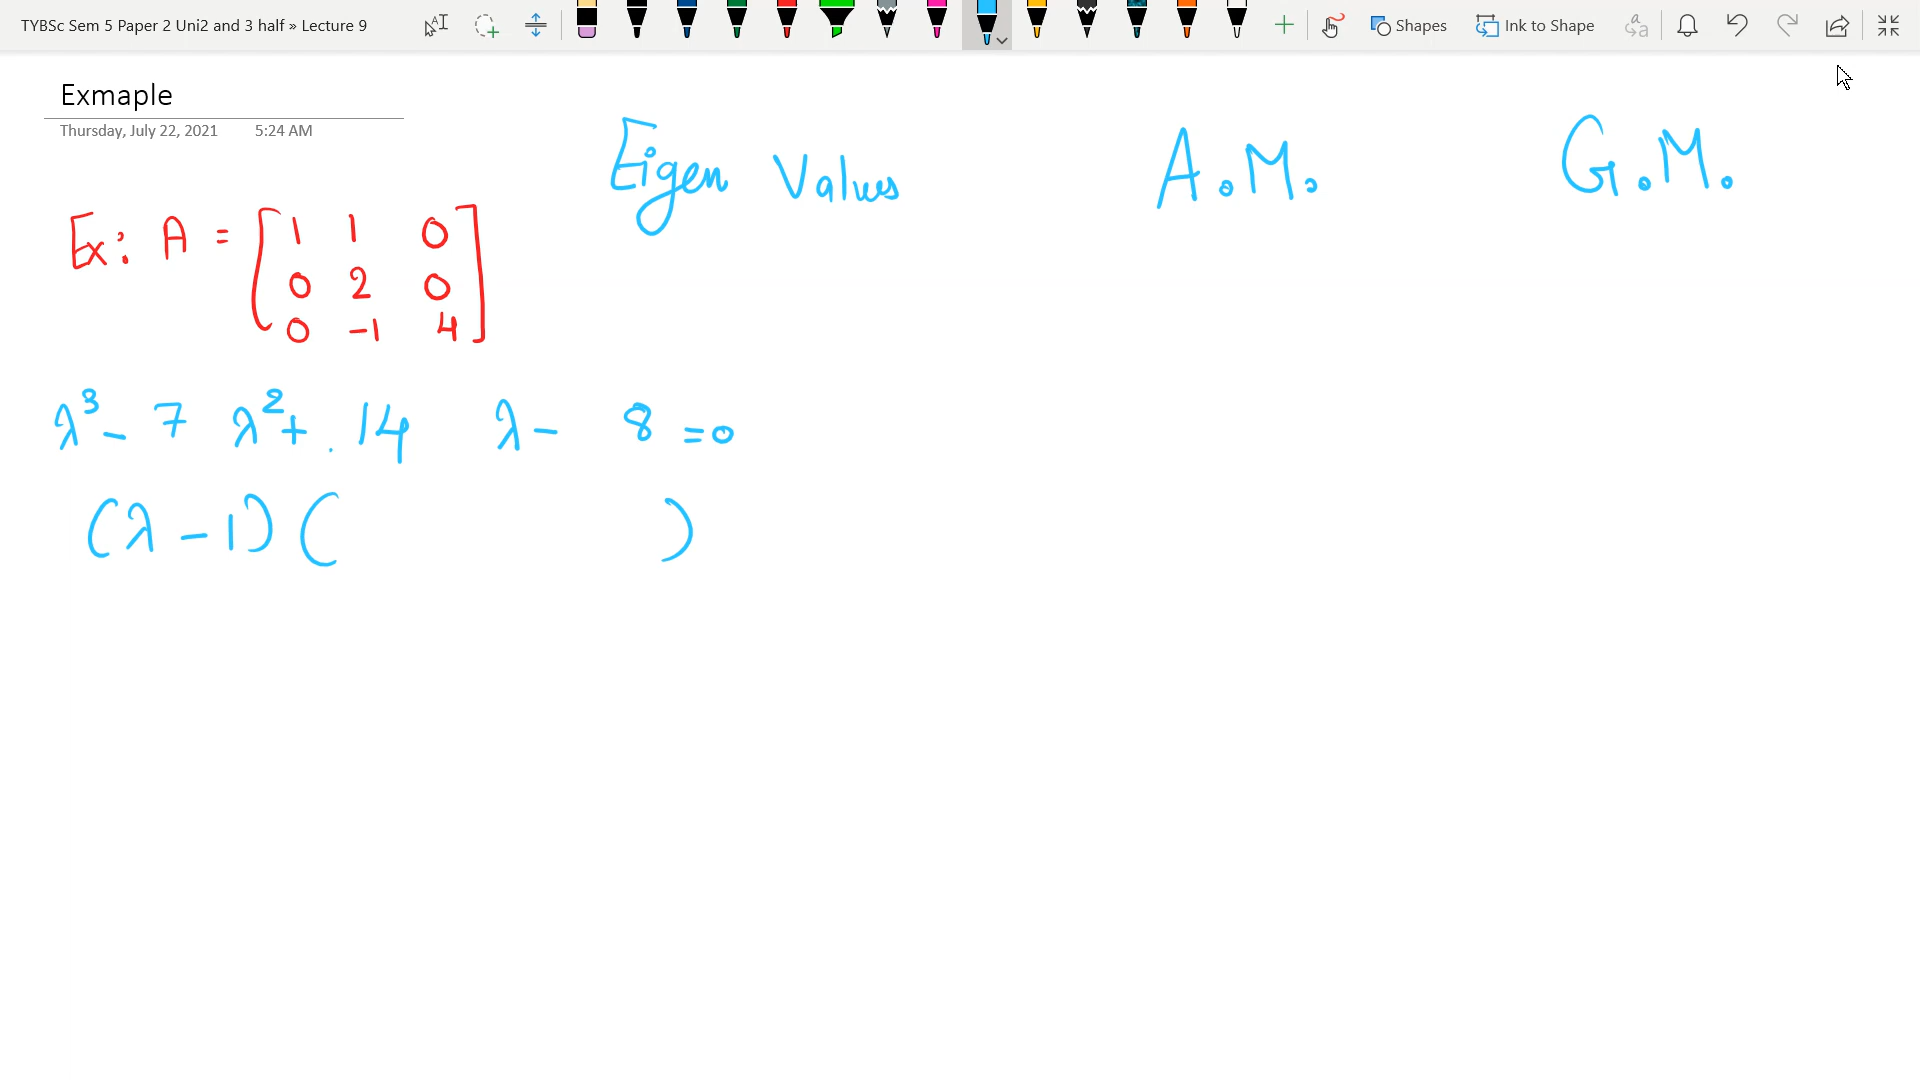 TYBSc Sem 5 Paper 2 Uni2 and 3 half » Lecture 9
Shapes
Ink to Shape
Exmaple
Thursday, July 22, 2021 5:24 AM
Eigen Values A.M. G.M.
Ex: A = [1 1 0
0 2 0
0 -1 4]
λ³ - 7 λ² + . 14 λ - 8 = 0
(λ - 1) ( )